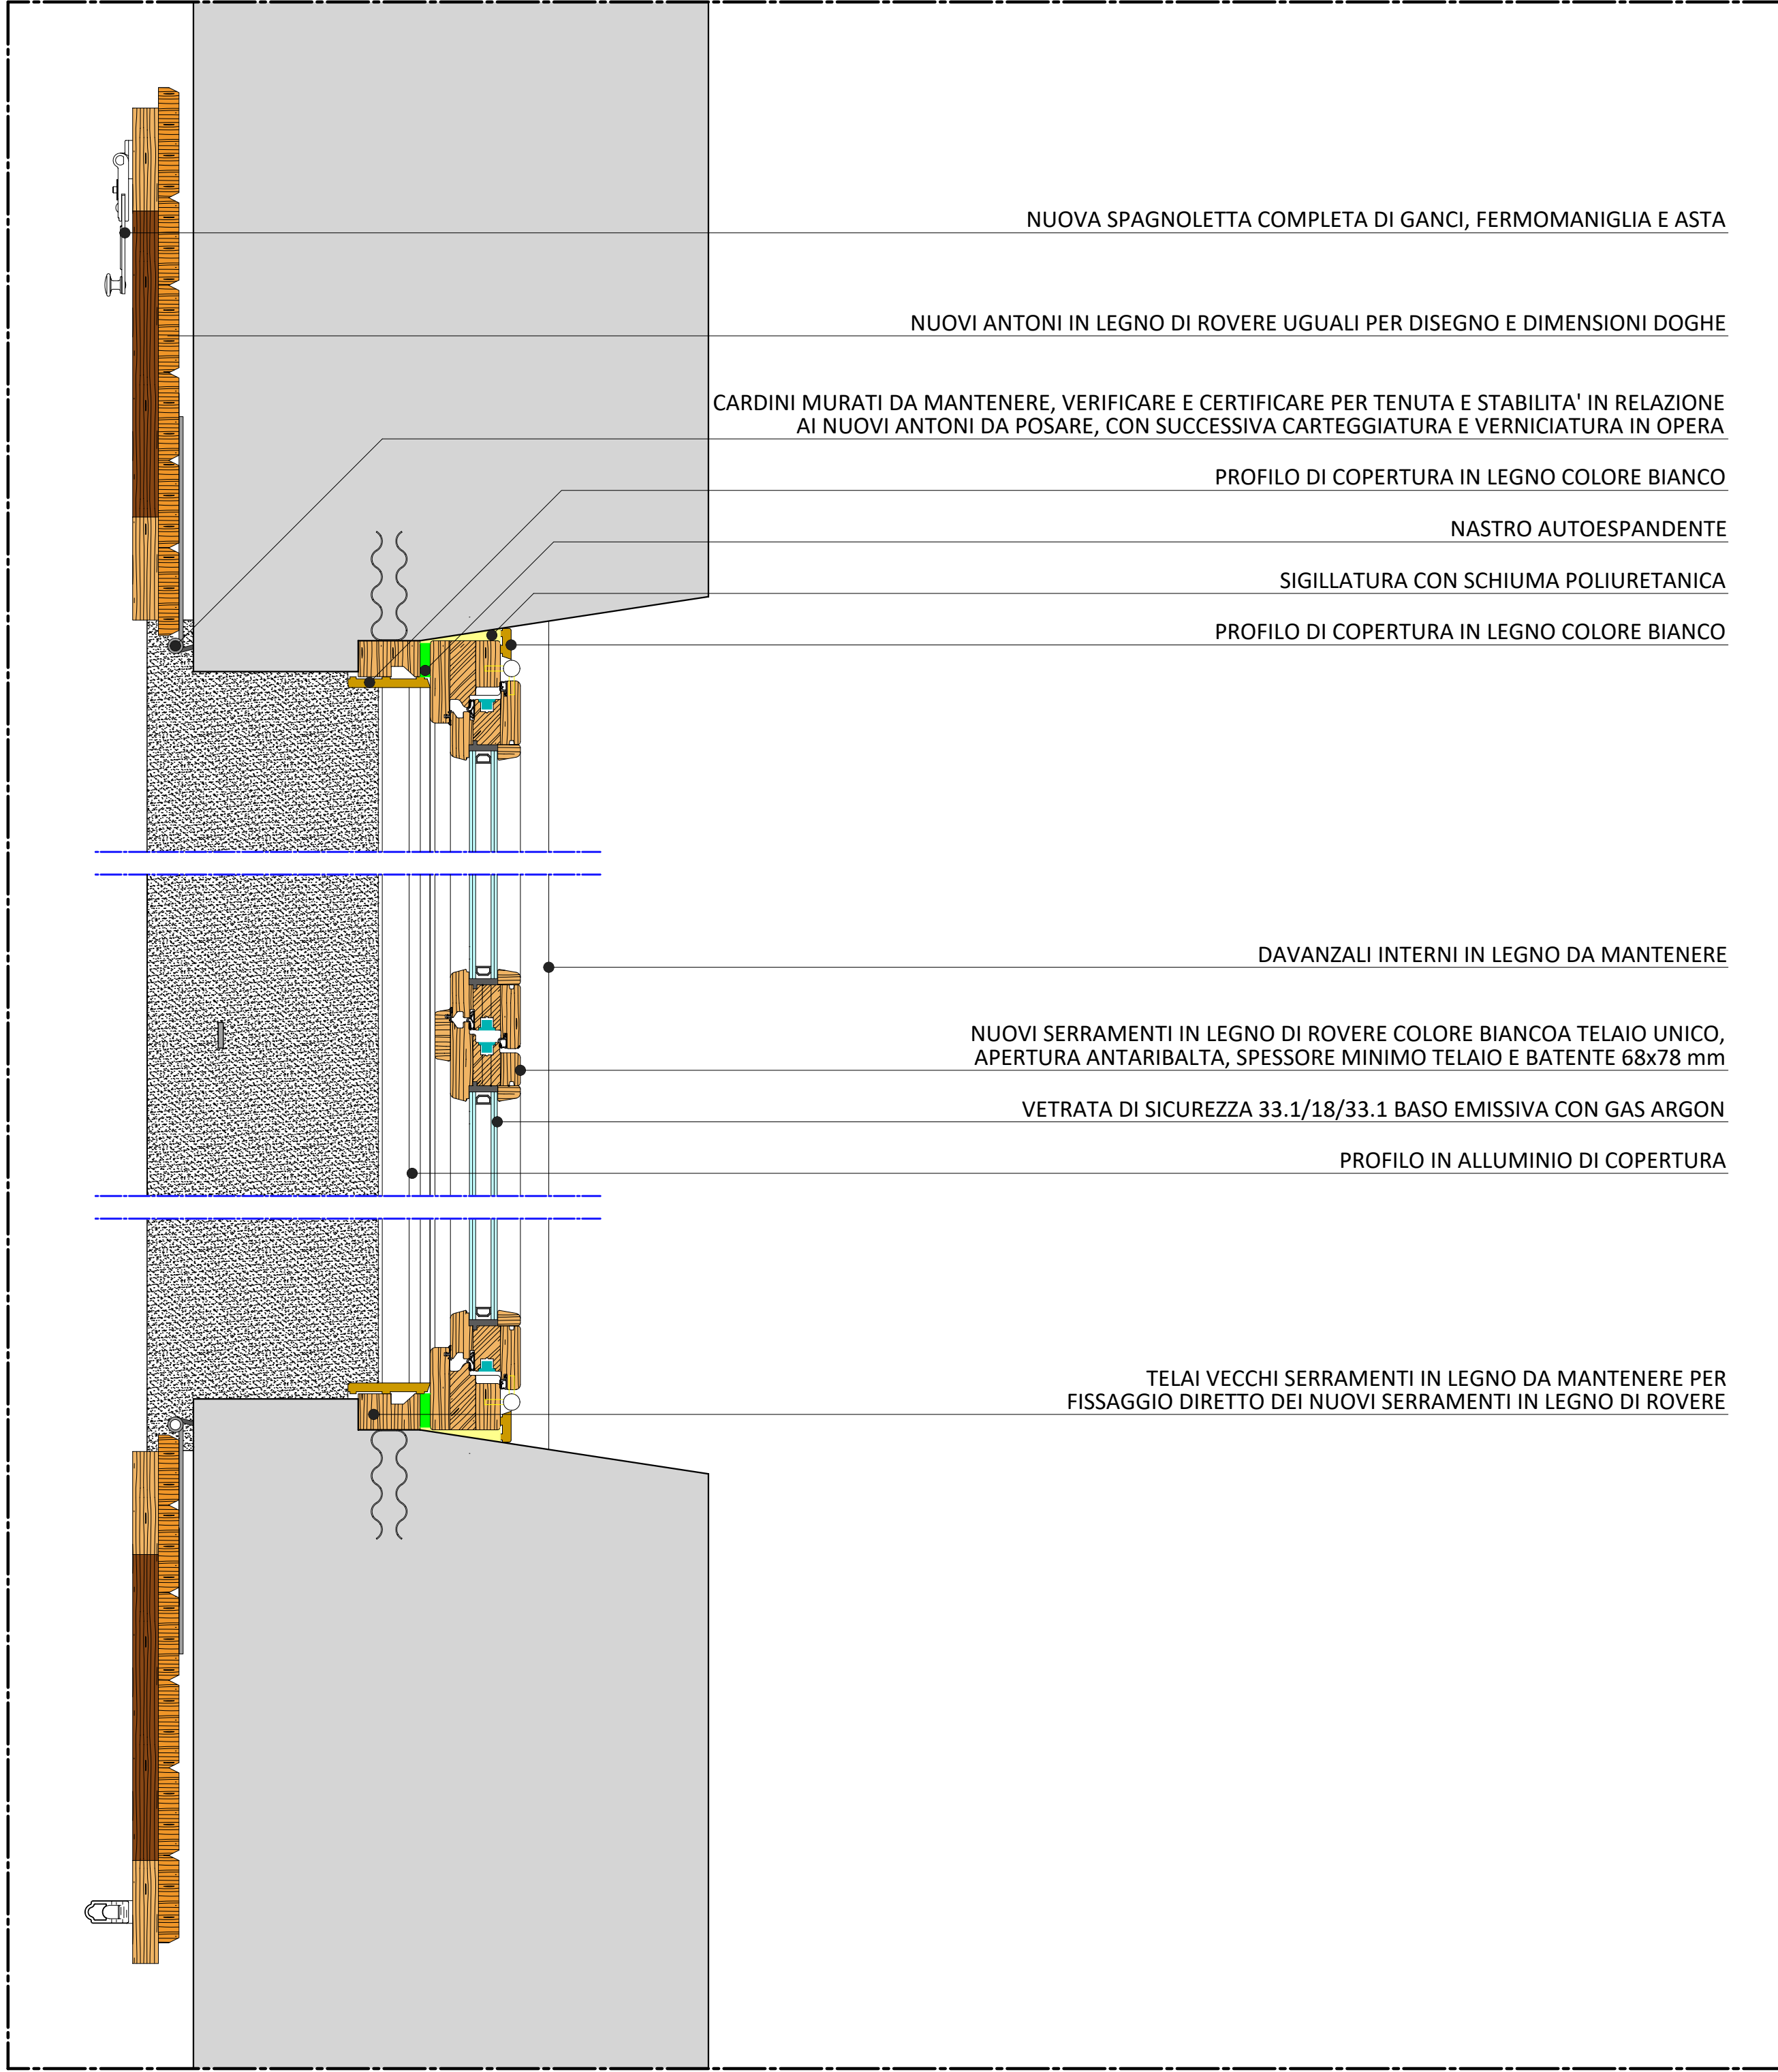 NUOVA SPAGNOLETTA COMPLETA DI GANCI, FERMOMANIGLIA E ASTA
NUOVI ANTONI IN LEGNO DI ROVERE UGUALI PER DISEGNO E DIMENSIONI DOGHE
CARDINI MURATI DA MANTENERE, VERIFICARE E CERTIFICARE PER TENUTA E STABILITA' IN RELAZIONE
AI NUOVI ANTONI DA POSARE, CON SUCCESSIVA CARTEGGIATURA E VERNICIATURA IN OPERA
PROFILO DI COPERTURA IN LEGNO COLORE BIANCO
NASTRO AUTOESPANDENTE
SIGILLATURA CON SCHIUMA POLIURETANICA
PROFILO DI COPERTURA IN LEGNO COLORE BIANCO
DAVANZALI INTERNI IN LEGNO DA MANTENERE
NUOVI SERRAMENTI IN LEGNO DI ROVERE COLORE BIANCOA TELAIO UNICO,
APERTURA ANTARIBALTA, SPESSORE MINIMO TELAIO E BATENTE 68x78 mm
VETRATA DI SICUREZZA 33.1/18/33.1 BASO EMISSIVA CON GAS ARGON
PROFILO IN ALLUMINIO DI COPERTURA
TELAI VECCHI SERRAMENTI IN LEGNO DA MANTENERE PER
FISSAGGIO DIRETTO DEI NUOVI SERRAMENTI IN LEGNO DI ROVERE